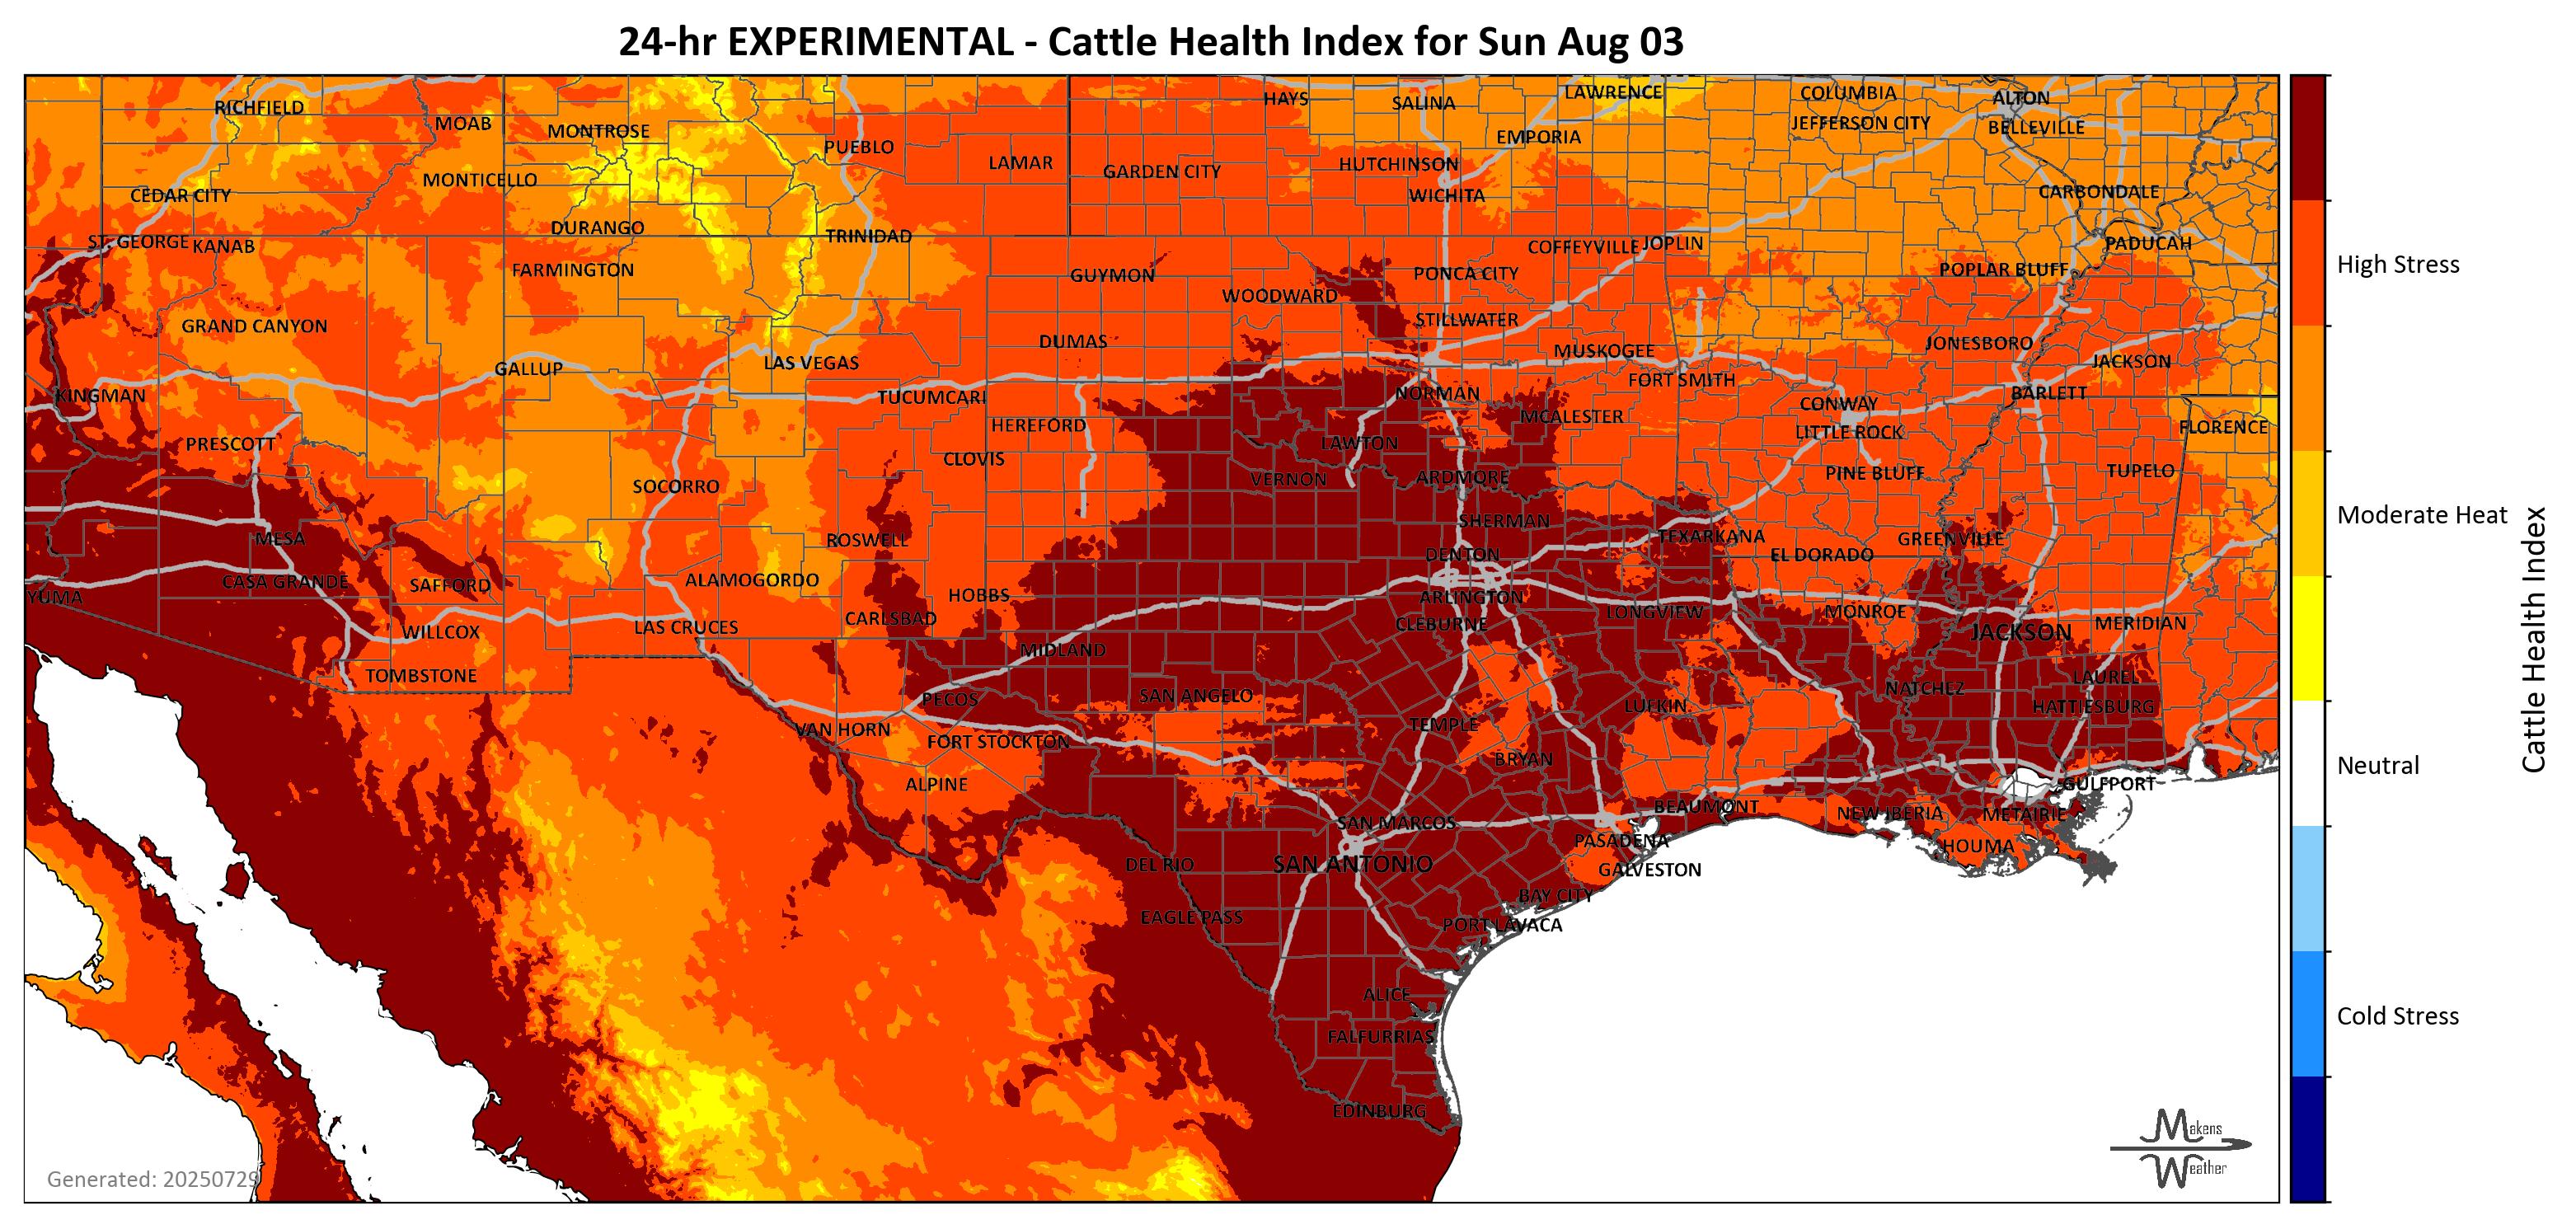 24-hr EXPERIMENTAL - Cattle Health Index for Sun Aug 03
RICHFIELD
MOAB
MONTROSE
PUEBLO
LAMAR
HAYS
SALINA
LAWRENCE
EMPORIA
COLUMBIA
JEFFERSON CITY
ALTON
BELLEVILLE
GARDEN CITY
HUTCHINSON
WICHITA
CEDAR CITY
MONTICELLO
DURANGO
TRINIDAD
CARBONDALE
ST. GEORGE
KANAB
FARMINGTON
GUYMON
WOODWARD
PONCA CITY
COFFEYVILLE
JOPLIN
POPLAR BLUFF
PADUCAH
High Stress
GRAND CANYON
GALLUP
LAS VEGAS
DUMAS
STILLWATER
MUSKOGEE
FORT SMITH
JONESBORO
JACKSON
KINGMAN
TUCUMCARI
HEREFORD
NORMAN
MCALESTER
CONWAY
BARLETT
LITTLE ROCK
FLORENCE
PRESCOTT
CLOVIS
LAWTON
SOCORRO
VERNON
ARDMORE
PINE BLUFF
TUPELO
MESA
ROSWELL
SHERMAN
TEXARKANA
EL DORADO
GREENVILLE
Moderate Heat
YUMA
CASA GRANDE
SAFFORD
ALAMOGORDO
HOBBS
DENTON
ARLINGTON
LONGVIEW
MONROE
WILLCOX
LAS CRUCES
CARLSBAD
CLEBURNE
JACKSON
MERIDIAN
TOMBSTONE
MIDLAND
PECOS
SAN ANGELO
LUFKIN
NATCHEZ
LAUREL
HATTIESBURG
Cattle Health Index
VAN HORN
FORT STOCKTON
TEMPLE
BRYAN
ALPINE
Neutral
GULFPORT
SAN MARCOS
BEAUMONT
NEW IBERIA
METAIRIE
DEL RIO
SAN ANTONIO
PASADENA
GALVESTON
HOUMA
EAGLE PASS
BAY CITY
PORT LAVACA
ALICE
FALFURRIAS
Cold Stress
EDINBURG
Makens
Weather
Generated: 20250729